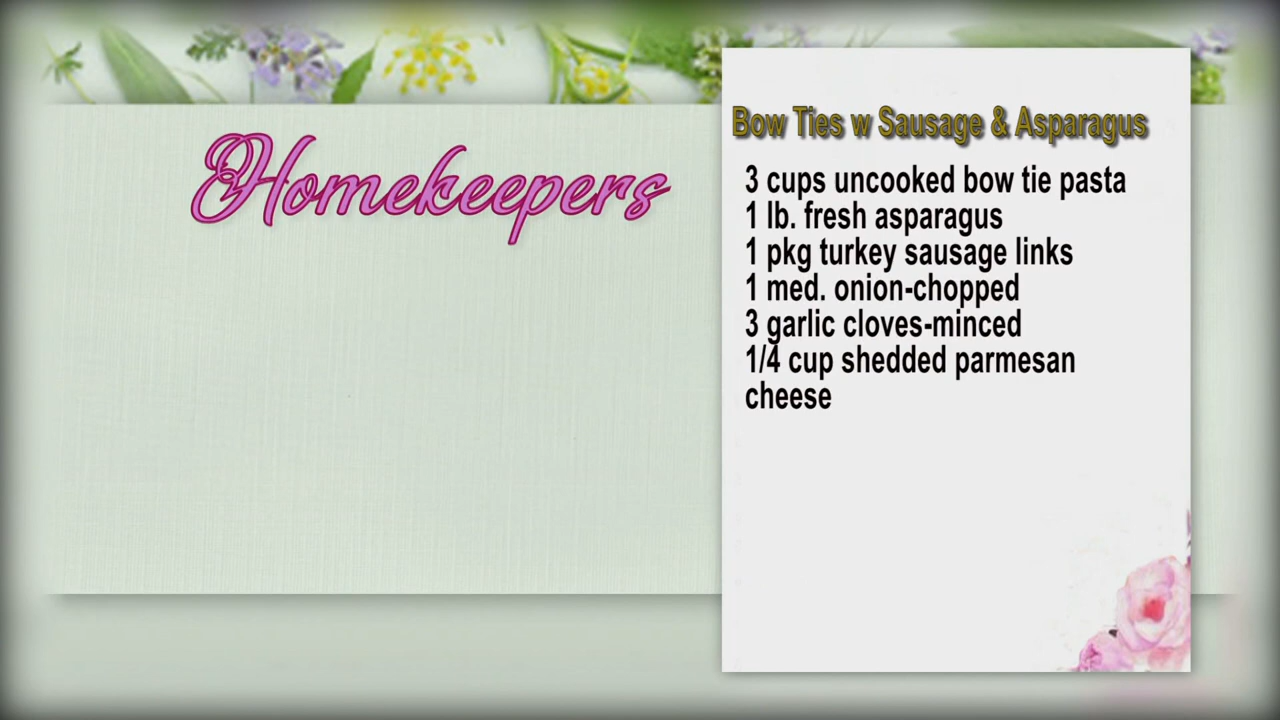 Homekeepers
Bow Ties w Sausage & Asparagus
3 cups uncooked bow tie pasta
1 lb. fresh asparagus
1 pkg turkey sausage links
1 med. onion-chopped
3 garlic cloves-minced
1/4 cup shedded parmesan
cheese